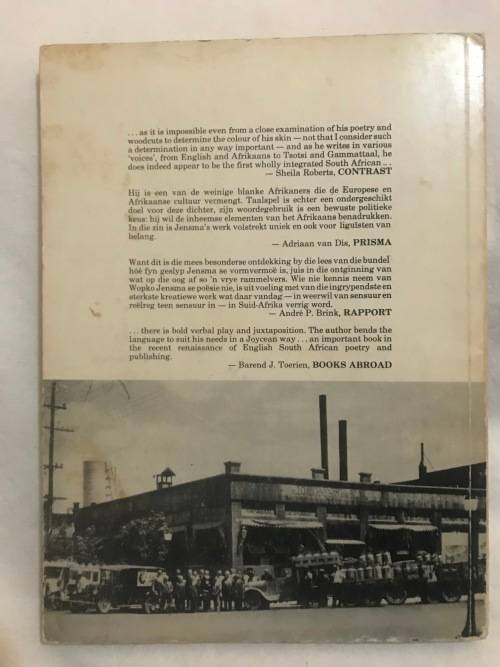 ... as it is impossible even from a close examination of his poetry and
woodcuts to determine the colour of his skin — not that I consider such
a determination in any way important — and as he writes in various
'voices', from English and Afrikaans to Tsotsi and Gammattaal, he
does indeed appear to be the first wholly integrated South African ...
— Sheila Roberts, CONTRAST
Hij is een van de weinige blanke Afrikaners die de Europese en
Afrikaanse cultuur vermengt. Taalspel is echter een ondergeschikt
doel voor deze dichter, zijn woordegebruik is een bewuste politieke
keus: hij wil de inheemse elementen van het Afrikaans benadrukken.
In die zin is Jensma's werk volstrekt uniek en ook voor liguïsten van
belang.
— Adriaan van Dis, PRISMA
Want dit is die mees besonderse ontdekking by die lees van die bundel
hóé fyn geslyp Jensma se vormvermoë is, juis in die ontginning van
wat op die oog af so 'n vrye rammelvers. Wie nie kennis neem van
Wopko Jensma se poësie nie, is uit voeling met van die ingrypendste en
sterkste kreatiewe werk wat daar vandag — in weerwil van sensuur en
reëlreg teen sensuur in — in Suid-Afrika verrig word.
— André P. Brink, RAPPORT
... there is bold verbal play and juxtaposition. The author bends the
language to suit his needs in a Joycean way ... an important book in
the recent renaissance of English South African poetry and
publishing.
— Barend J. Toerien, BOOKS ABROAD